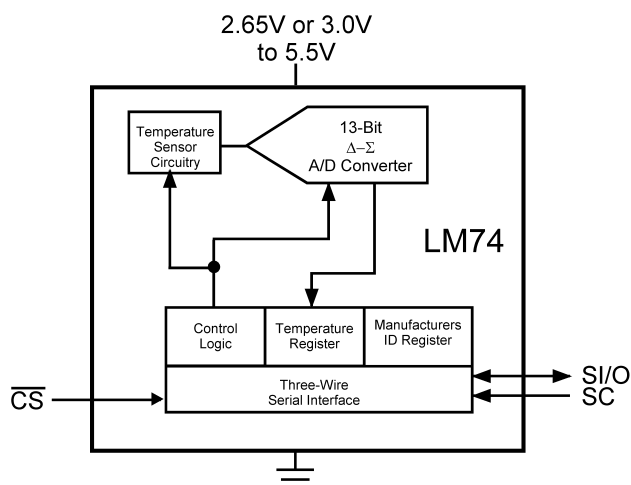 2.65V or 3.0V
to 5.5V
Temperature
Sensor
Circuitry
13-Bit
Δ–Σ
A/D Converter
LM74
Control
Logic
Temperature
Register
Manufacturers
ID Register
Three-Wire
Serial Interface
C̅S̅
SI/O
SC